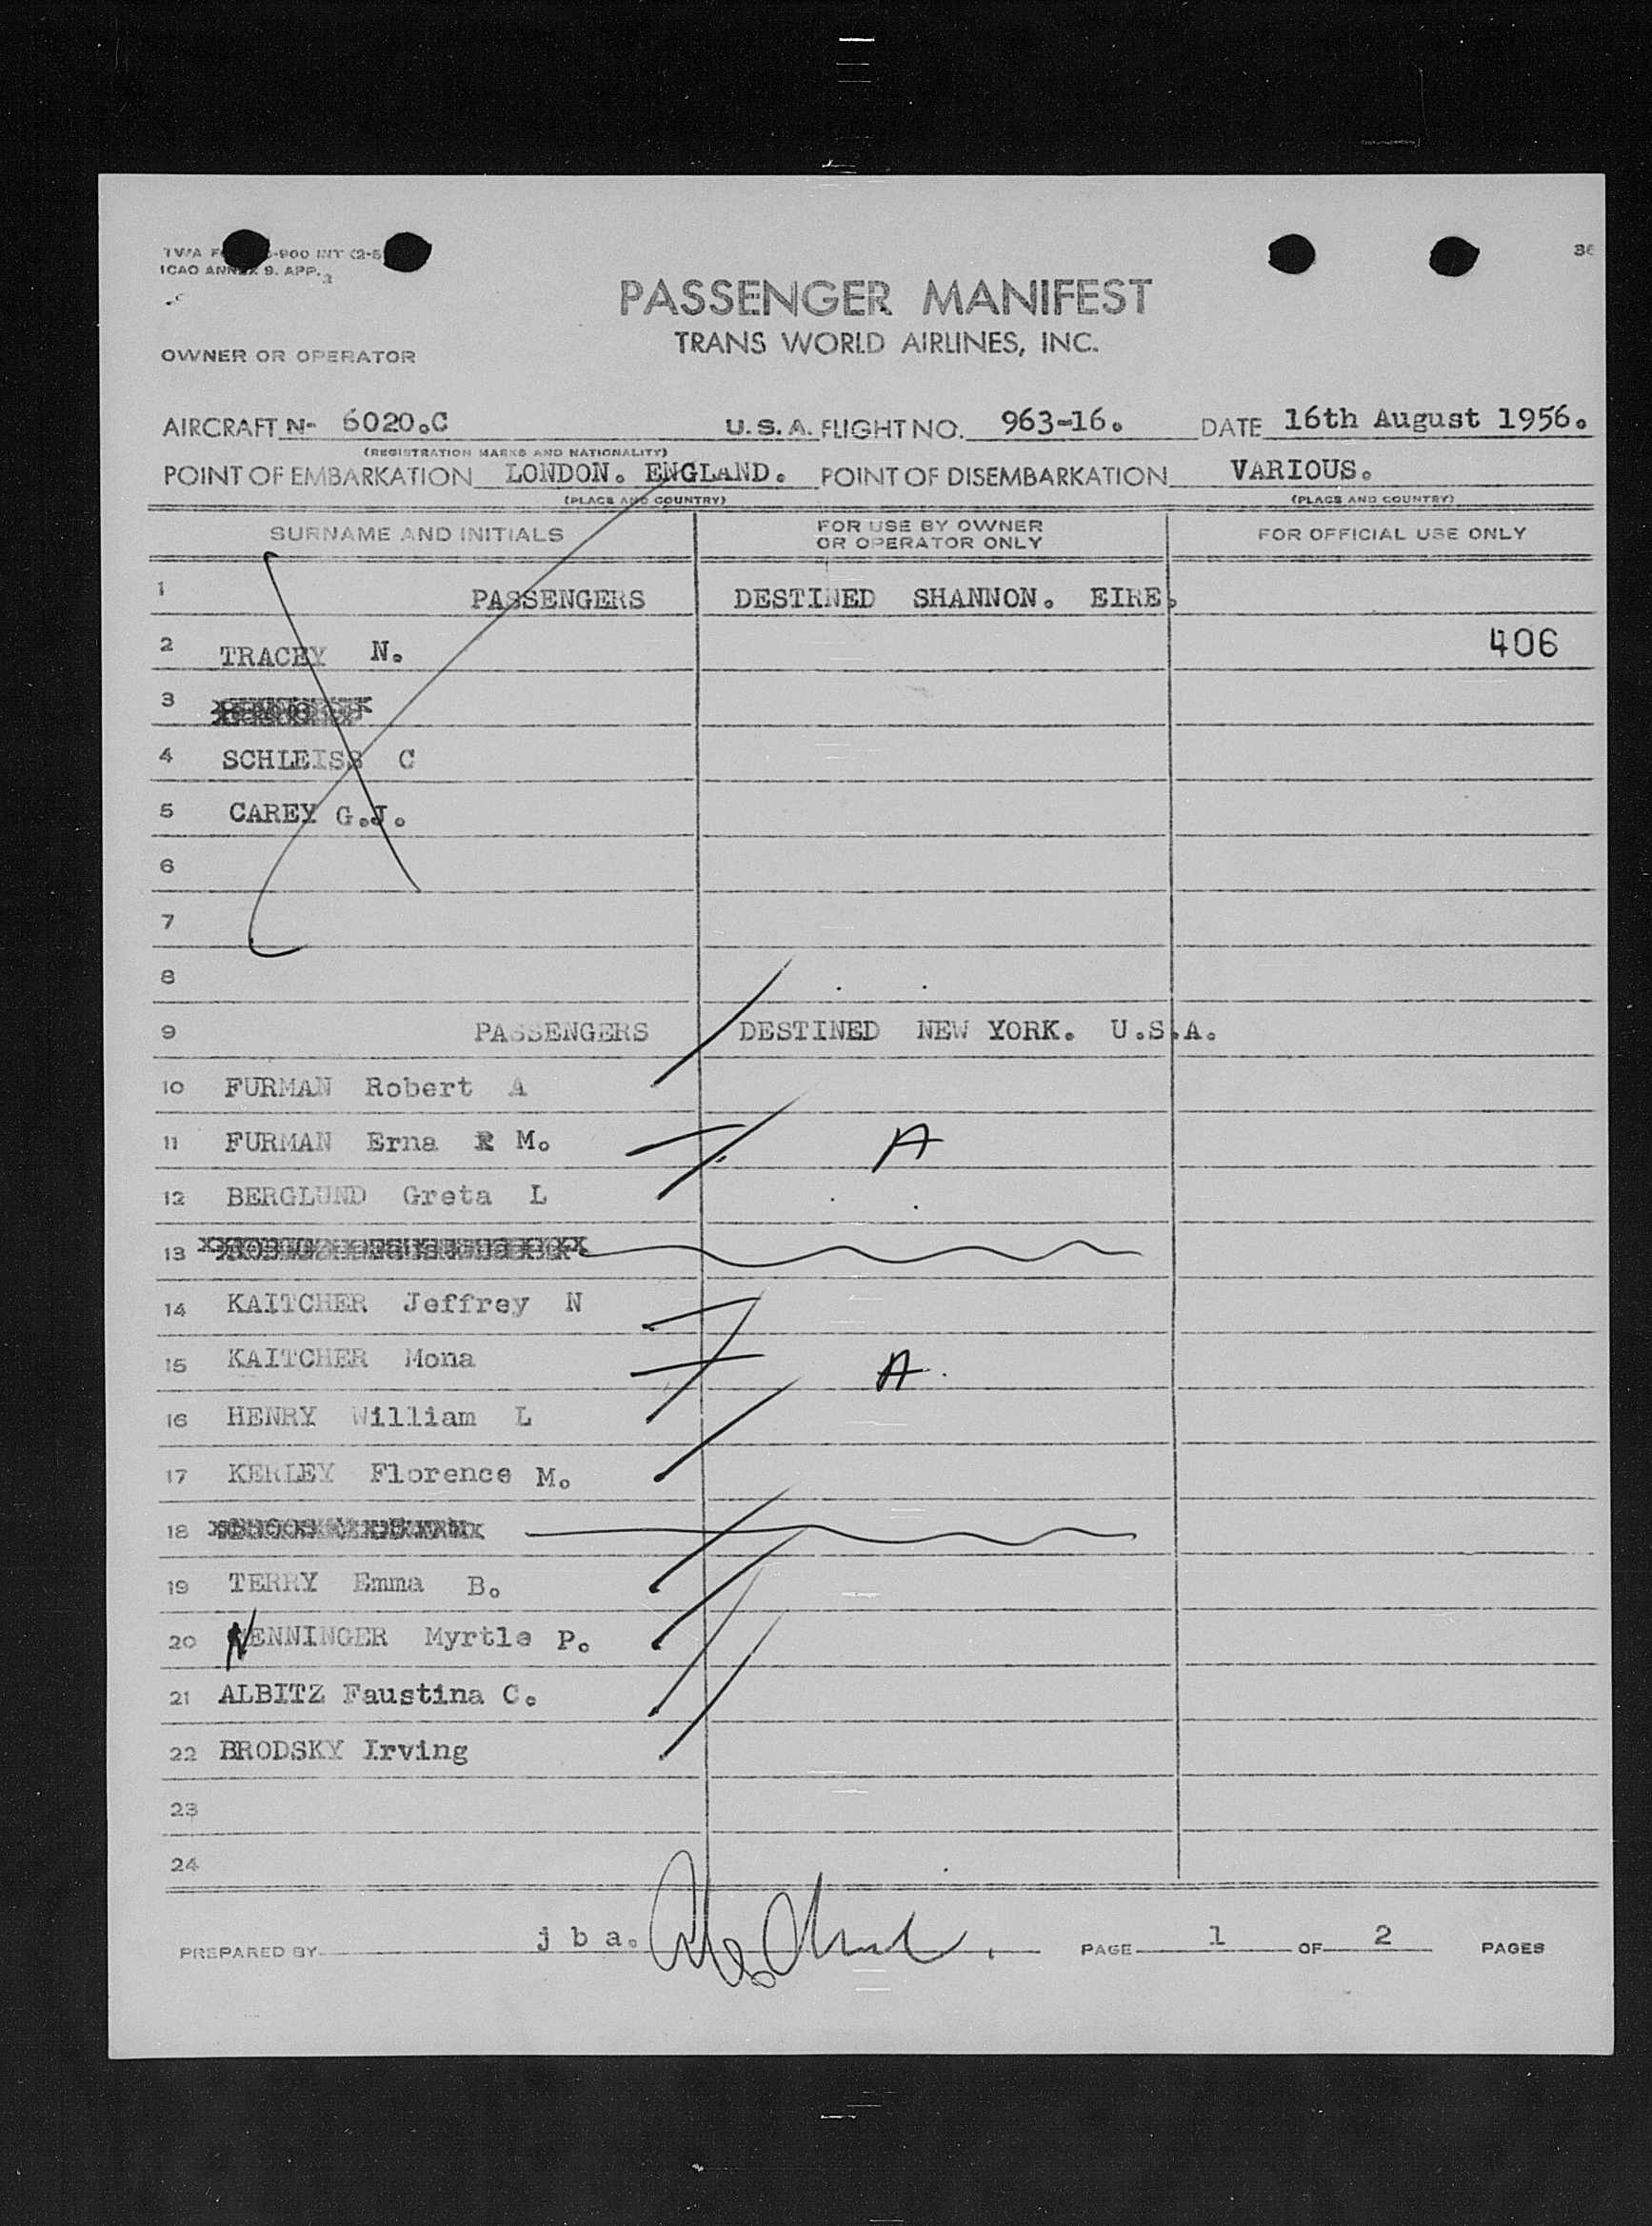 ICAO ANNEX 9. APP. 3
36
PASSENGER MANIFEST
TRANS WORLD AIRLINES, INC.
OWNER OR OPERATOR
AIRCRAFT N- 6020.C U.S.A. FLIGHT NO. 963-16. DATE 16th August 1956.
(REGISTRATION MARKS AND NATIONALITY)
POINT OF EMBARKATION LONDON. ENGLAND. POINT OF DISEMBARKATION VARIOUS.
(PLACE AND COUNTRY) (PLACE AND COUNTRY)
SURNAME AND INITIALS FOR USE BY OWNER OR OPERATOR ONLY FOR OFFICIAL USE ONLY
1 PASSENGERS DESTINED SHANNON. EIRE.
2 TRACEY N. 406
3
4 SCHLEISS C
5 CAREY G.J.
6
7
8
9 PASSENGERS DESTINED NEW YORK. U.S.A.
10 FURMAN Robert A
11 FURMAN Erna M. A
12 BERGLUND Greta L
13
14 KAITCHER Jeffrey N
15 KAITCHER Mona A
16 HENRY William L
17 KERLEY Florence M.
18
19 TERRY Emma B.
20 NENNINGER Myrtle P.
21 ALBITZ Faustina C.
22 BRODSKY Irving
23
24
PREPARED BY j b a. PAGE 1 OF 2 PAGES